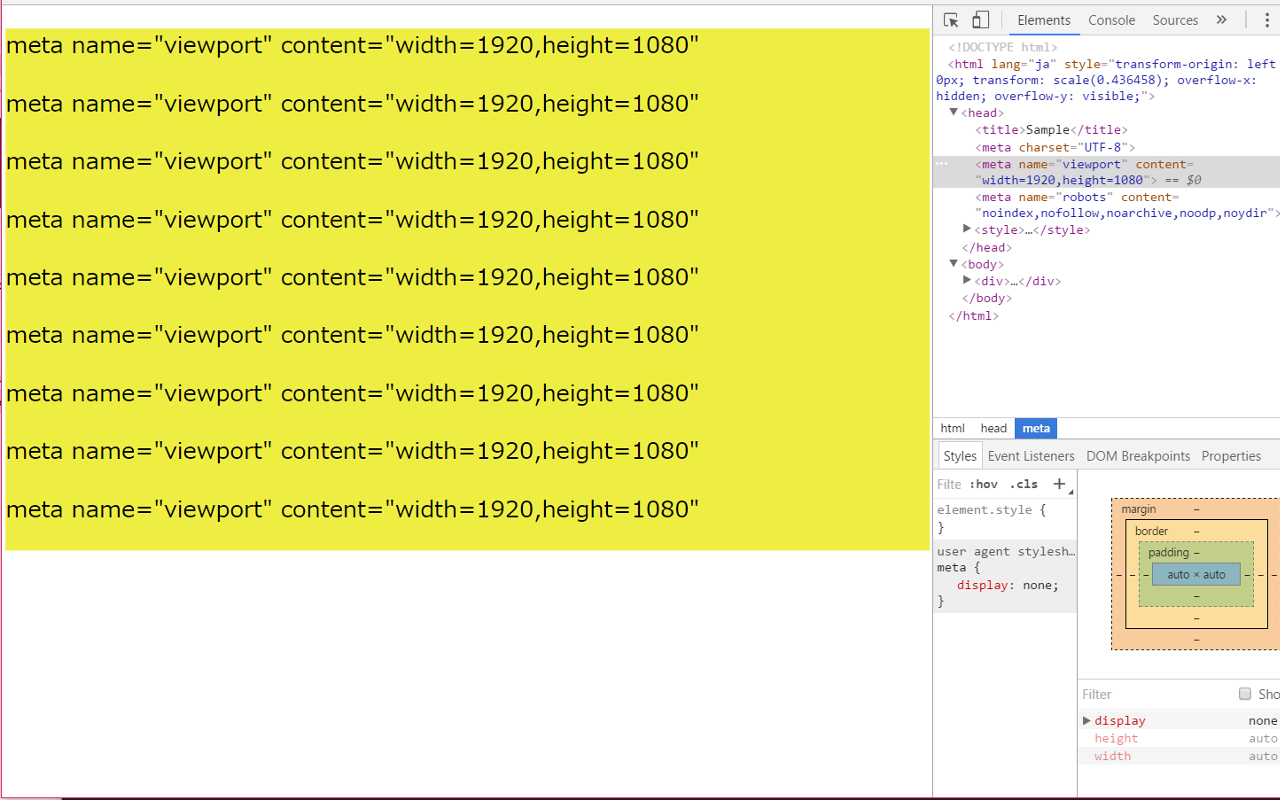 meta name="viewport" content="width=1920,height=1080"
meta name="viewport" content="width=1920,height=1080"
meta name="viewport" content="width=1920,height=1080"
meta name="viewport" content="width=1920,height=1080"
meta name="viewport" content="width=1920,height=1080"
meta name="viewport" content="width=1920,height=1080"
meta name="viewport" content="width=1920,height=1080"
meta name="viewport" content="width=1920,height=1080"
meta name="viewport" content="width=1920,height=1080"
Elements Console Sources »
<!DOCTYPE html>
<html lang="ja" style="transform-origin: left
0px; transform: scale(0.436458); overflow-x:
hidden; overflow-y: visible;">
▼<head>
<title>Sample</title>
<meta charset="UTF-8">
… <meta name="viewport" content=
"width=1920,height=1080"> == $0
<meta name="robots" content=
"noindex,nofollow,noarchive,noodp,noydir">
▶<style>…</style>
</head>
▼<body>
▶<div>…</div>
</body>
</html>
html head meta
Styles Event Listeners DOM Breakpoints Properties
Filte :hov .cls +
element.style {
}
user agent stylesh…
meta {
display: none;
}
margin –
border –
padding –
– – – auto × auto – – –
–
–
–
Filter Sho
▶display none
height auto
width auto